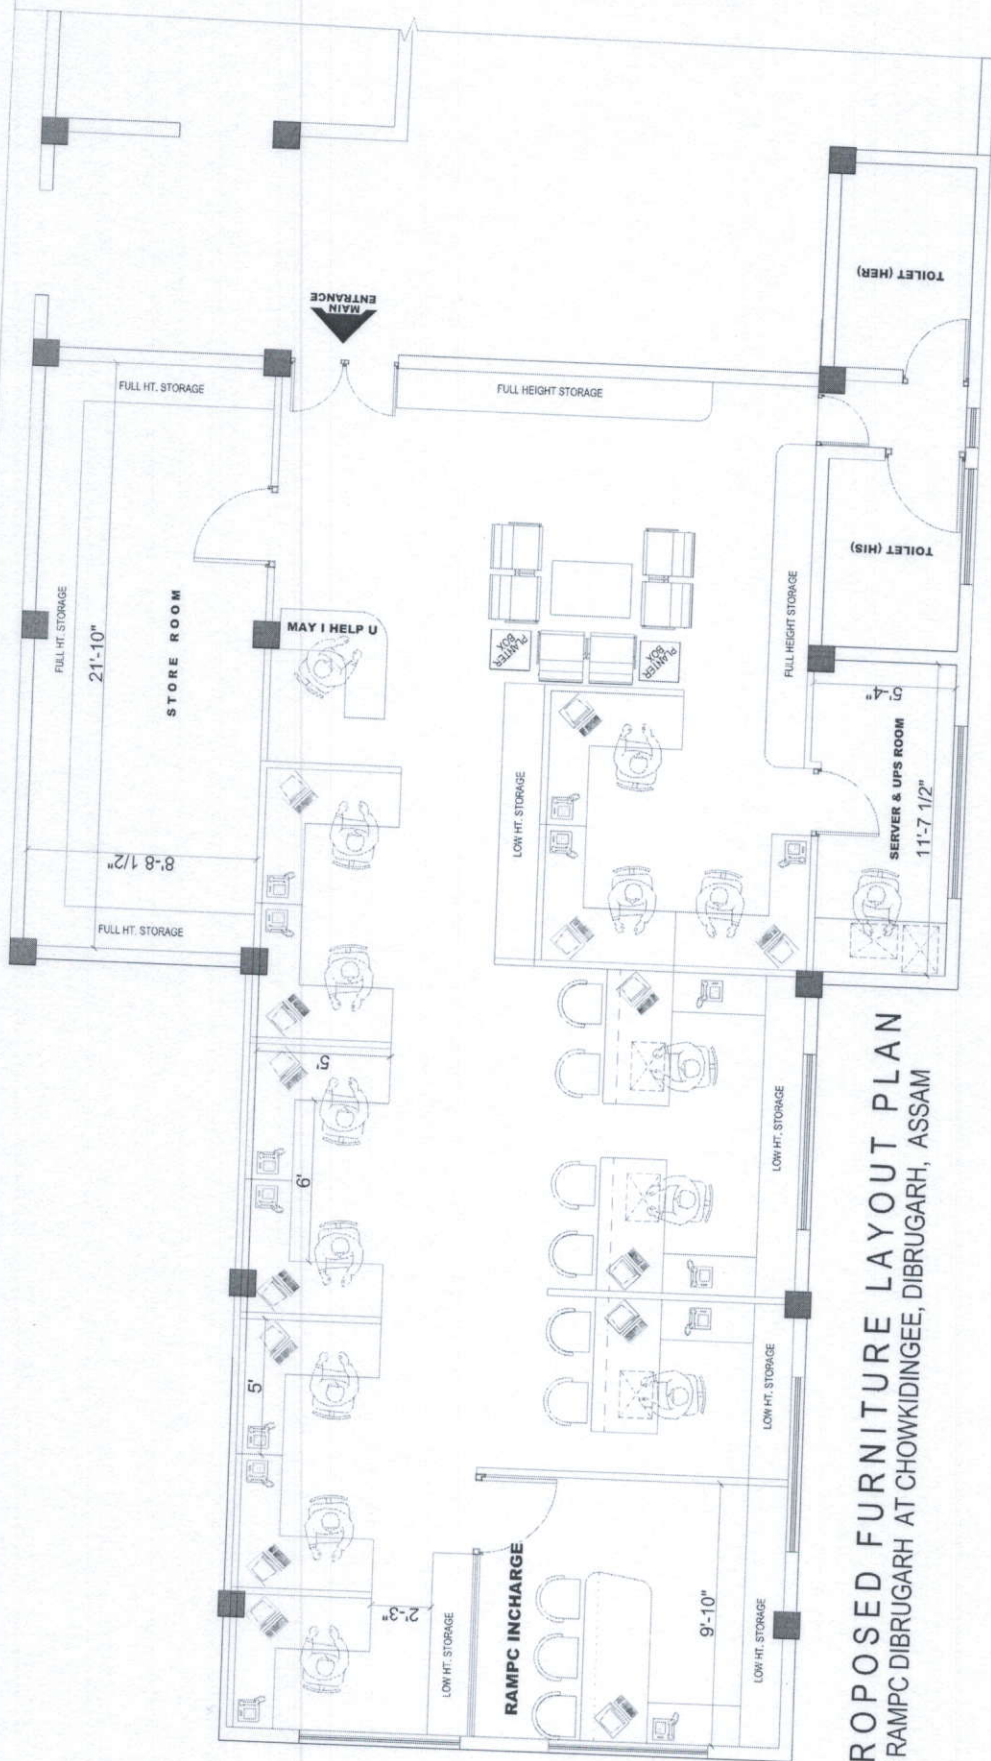 FULL HT. STORAGE
FULL HT. STORAGE
21'-10"
STORE ROOM
8'-8 1/2"
FULL HT. STORAGE
MAIN
ENTRANCE
FULL HEIGHT STORAGE
MAY I HELP U
PLANTER
BOX
PLANTER
BOX
TOILET (HER)
TOILET (HIS)
FULL HEIGHT STORAGE
5'-4"
SERVER & UPS ROOM
11'-7 1/2"
LOW HT. STORAGE
5'
6'
5'
LOW HT. STORAGE
LOW HT. STORAGE
2'-3"
LOW HT. STORAGE
RAMPC INCHARGE
9'-10"
LOW HT. STORAGE
ROPOSED FURNITURE LAYOUT PLAN
RAMPC DIBRUGARH AT CHOWKIDINGEE, DIBRUGARH, ASSAM